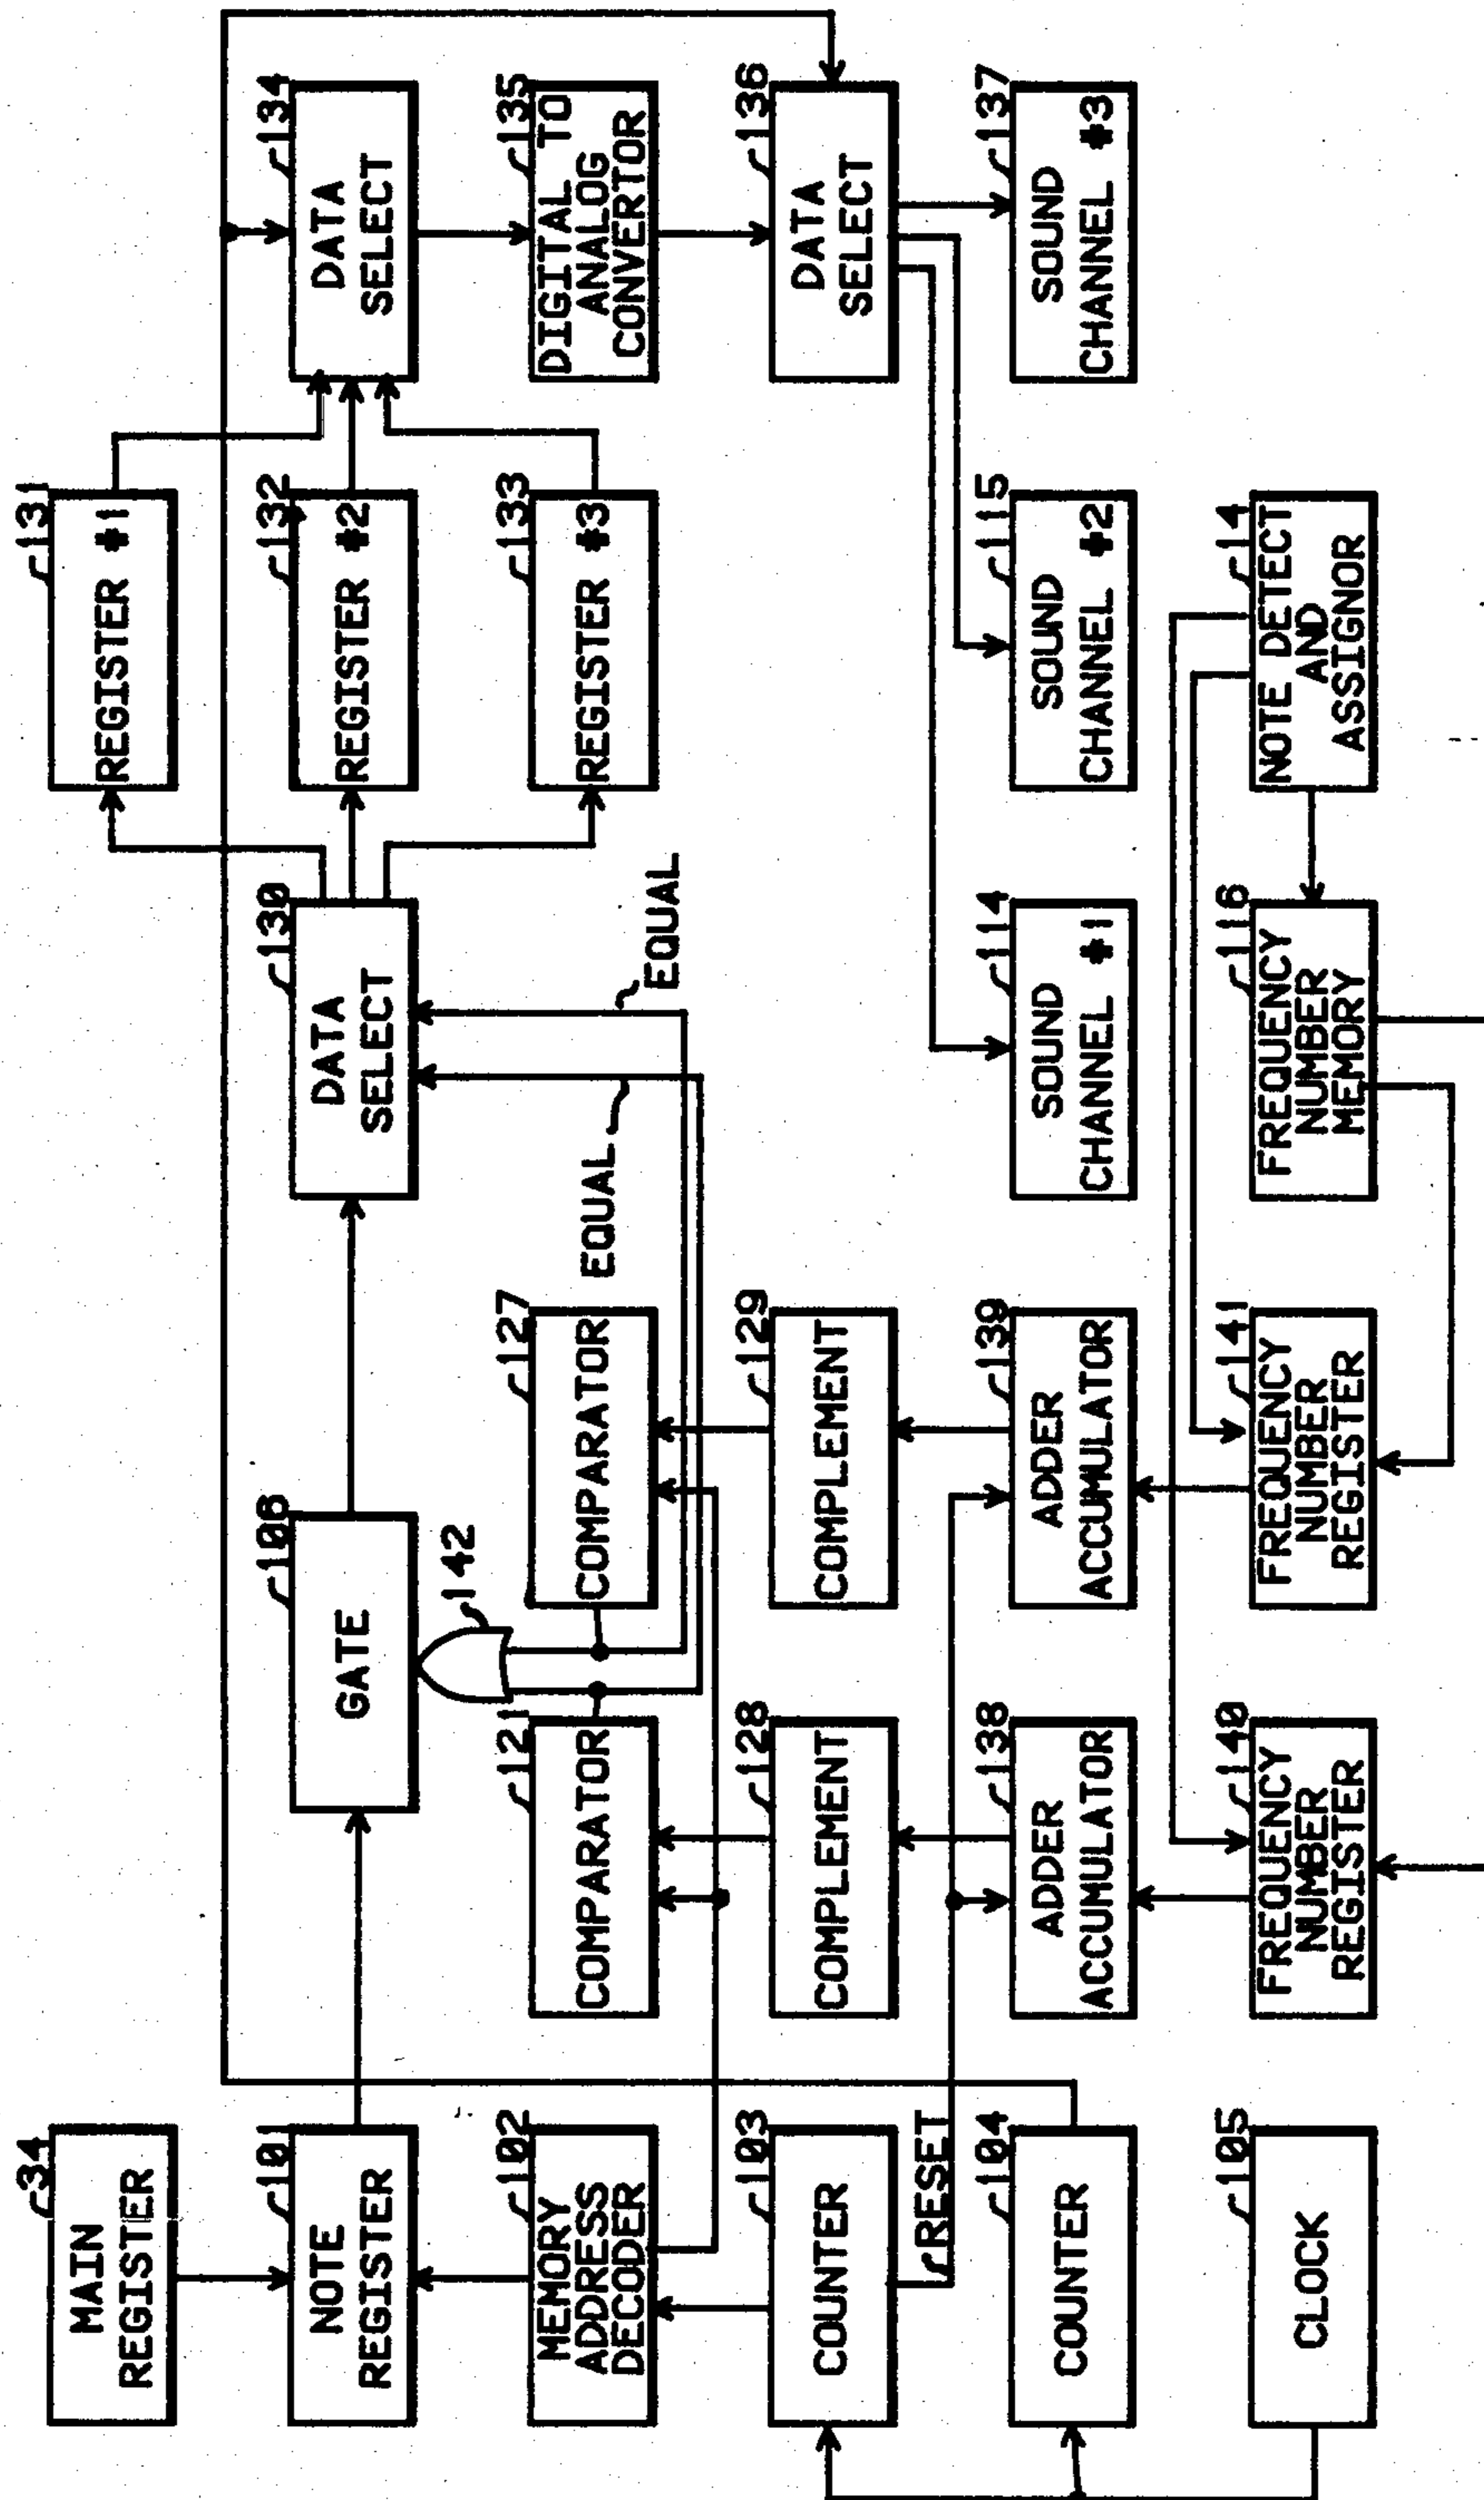 34
MAIN
REGISTER
101
NOTE
REGISTER
102
MEMORY
ADDRESS
DECODER
103
COUNTER
RESET
104
COUNTER
105
CLOCK
108
GATE
142
121
COMPARATOR
127
COMPARATOR
128
COMPLEMENT
129
COMPLEMENT
138
ADDER
ACCUMULATOR
139
ADDER
ACCUMULATOR
140
FREQUENCY
NUMBER
REGISTER
141
FREQUENCY
NUMBER
REGISTER
130
DATA
SELECT
EQUAL
EQUAL
114
SOUND
CHANNEL #1
116
FREQUENCY
NUMBER
MEMORY
131
REGISTER #1
132
REGISTER #2
133
REGISTER #3
115
SOUND
CHANNEL #2
14
NOTE DETECT
AND
ASSIGNOR
134
DATA
SELECT
135
DIGITAL TO
ANALOG
CONVERTOR
136
DATA
SELECT
137
SOUND
CHANNEL #3